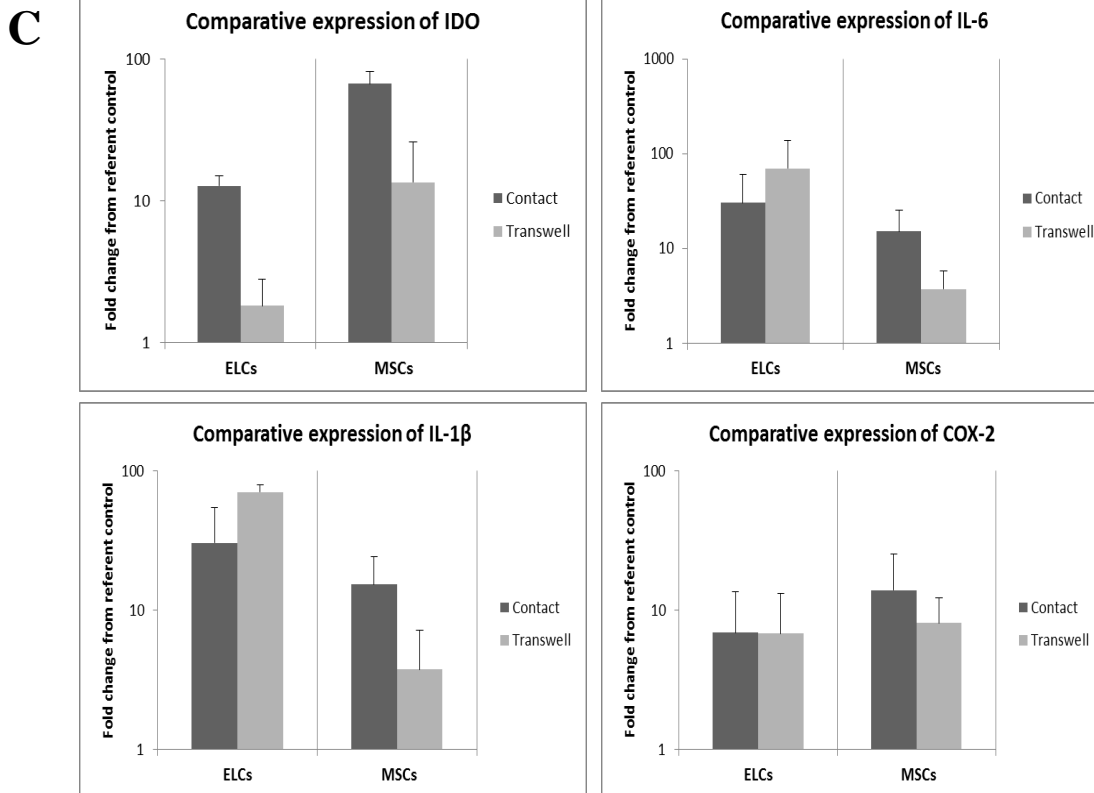 C
Comparative expression of IDO
Fold change from referent control
100
10
1
ELCs
MSCs
Contact
Transwell
Comparative expression of IL-6
Fold change from referent control
1000
100
10
1
ELCs
MSCs
Contact
Transwell
Comparative expression of IL-1β
Fold change from referent control
100
10
1
ELCs
MSCs
Contact
Transwell
Comparative expression of COX-2
Fold change from referent control
100
10
1
ELCs
MSCs
Contact
Transwell